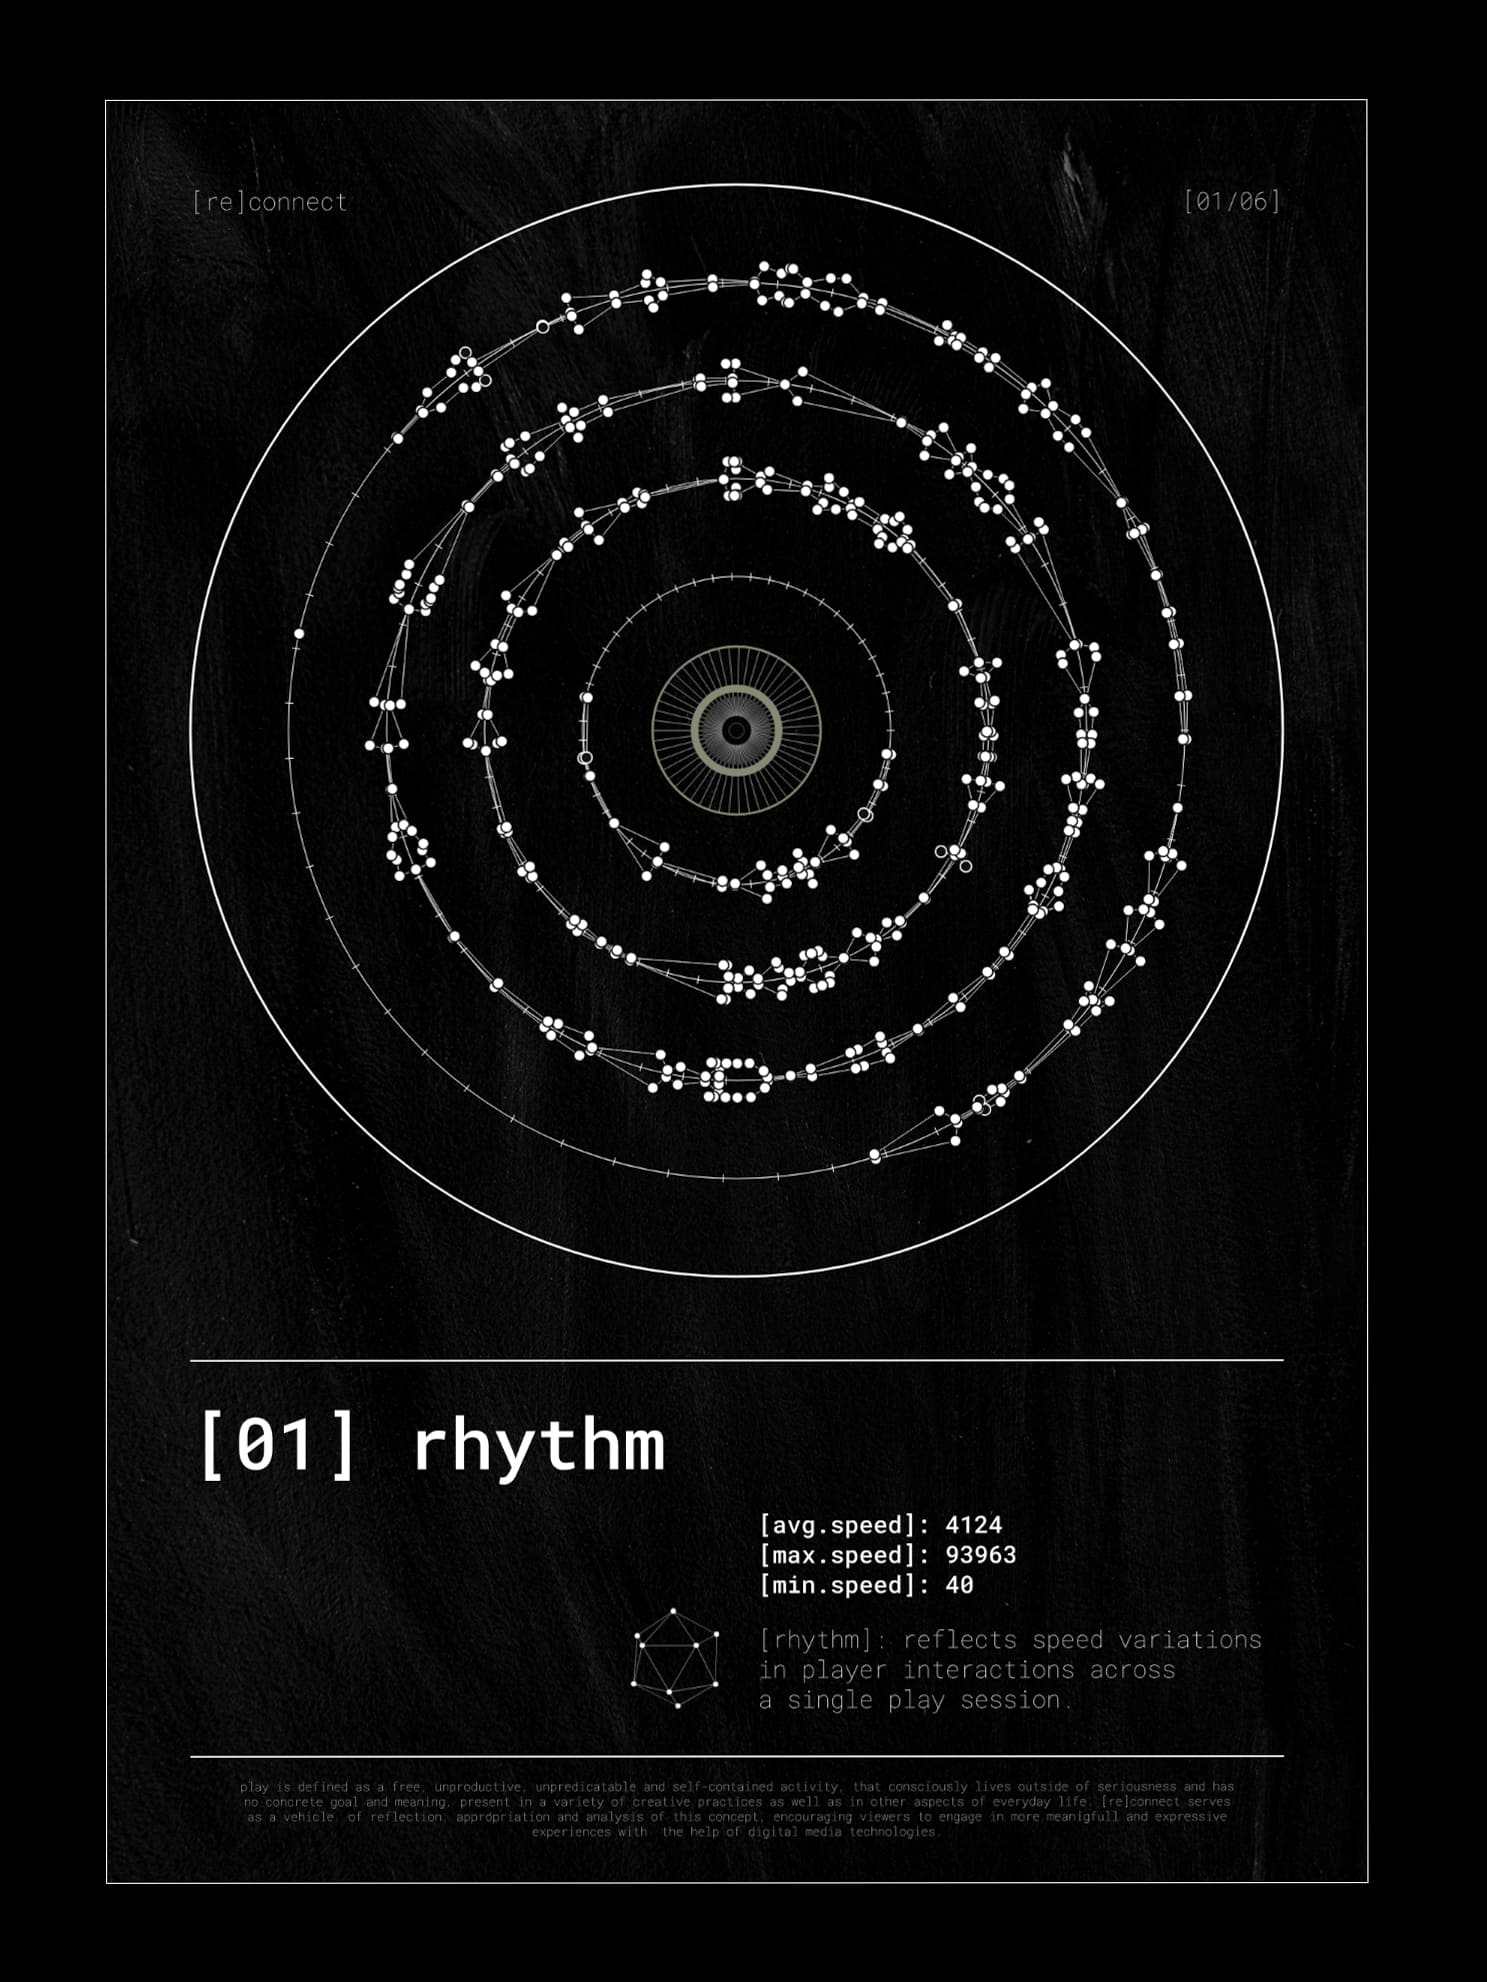 [re]connect
[01/06]
[01] rhythm
[avg.speed]: 4124
[max.speed]: 93963
[min.speed]: 40
[rhythm]: reflects speed variations
in player interactions across
a single play session.
play is defined as a free, unproductive, unpredicatable and self-contained activity, that consciously lives outside of seriousness and has
no concrete goal and meaning, present in a variety of creative practices as well as in other aspects of everyday life. [re]connect serves
as a vehicle  of reflection, appropriation and analysis of this concept, encouraging viewers to engage in more meanigfull and expressive
experiences with  the help of digital media technologies.